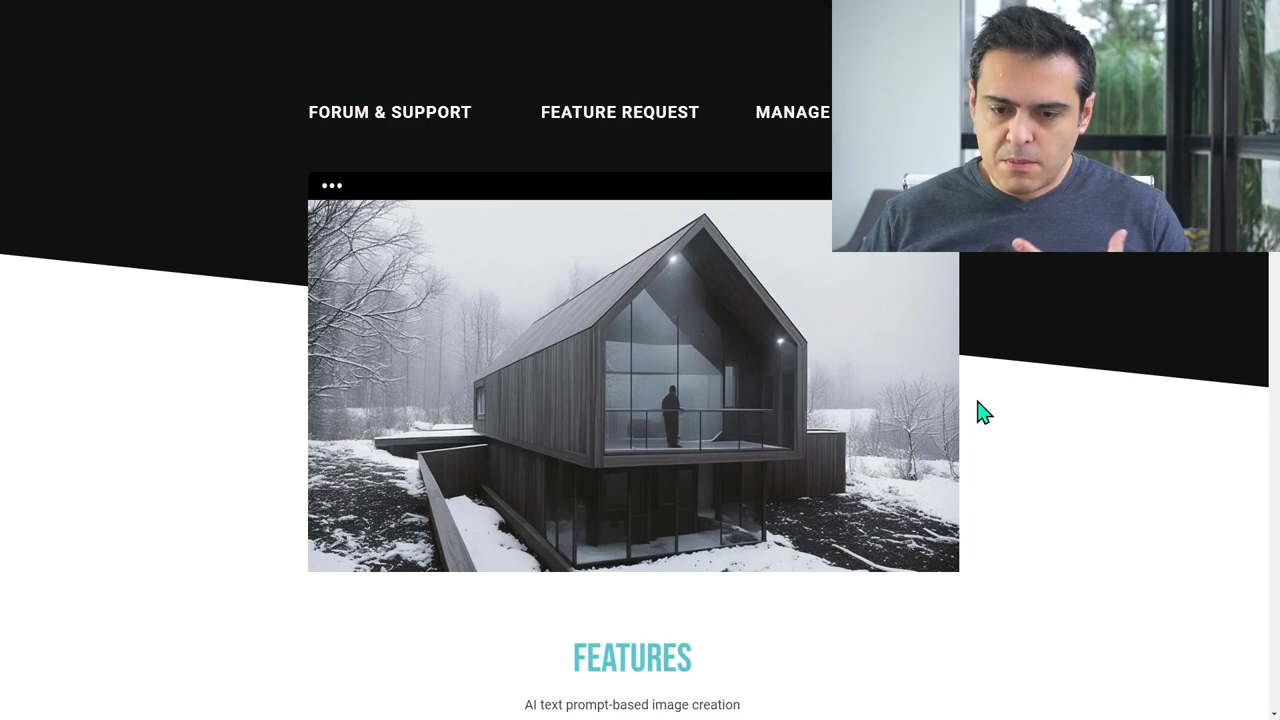 FORUM & SUPPORT FEATURE REQUEST MANAGE
FEATURES
AI text prompt-based image creation